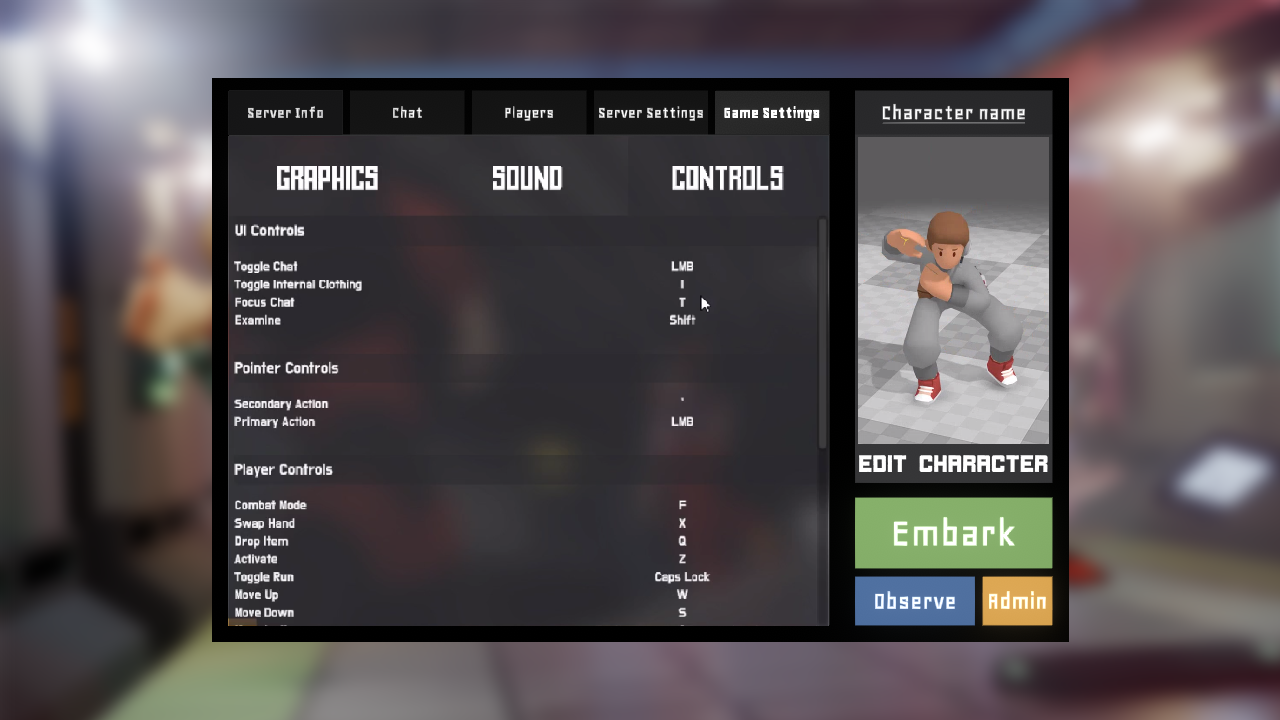 Server Info Chat Players Server Settings Game Settings
Character name
GRAPHICS SOUND CONTROLS
UI Controls
Toggle Chat LMB
Toggle Internal Clothing I
Focus Chat T
Examine Shift
Pointer Controls
Secondary Action
Primary Action LMB
Player Controls
Combat Mode F
Swap Hand X
Drop Item Q
Activate Z
Toggle Run Caps Lock
Move Up W
Move Down S
EDIT CHARACTER
Embark
Observe Admin